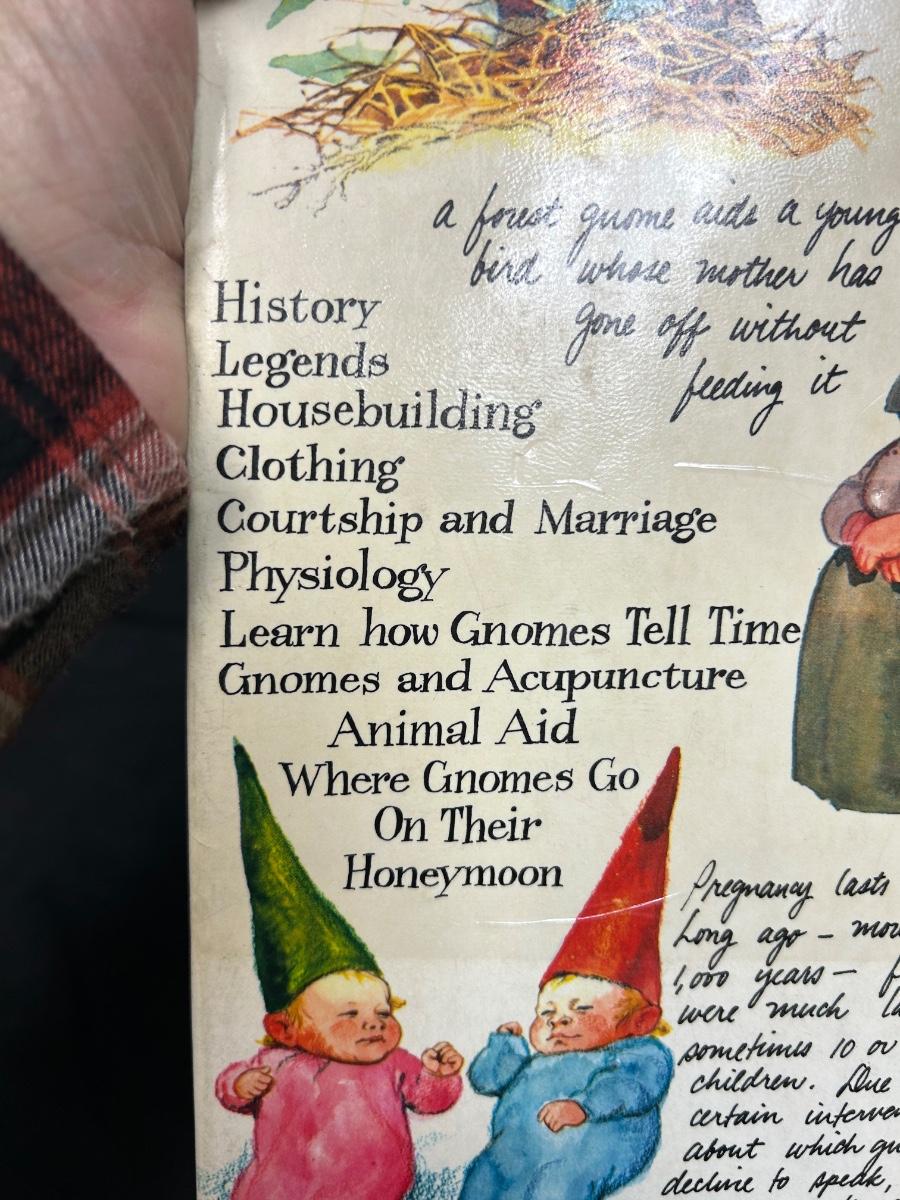 a forest gnome aids a young
bird whose mother has
gone off without
feeding it
History
Legends
Housebuilding
Clothing
Courtship and Marriage
Physiology
Learn how Gnomes Tell Time
Gnomes and Acupuncture
Animal Aid
Where Gnomes Go
On Their
Honeymoon
Pregnancy lasts
Long ago -
1,000 years -
were much
sometimes 10 or
children. Due
certain
about which
decline to speak,